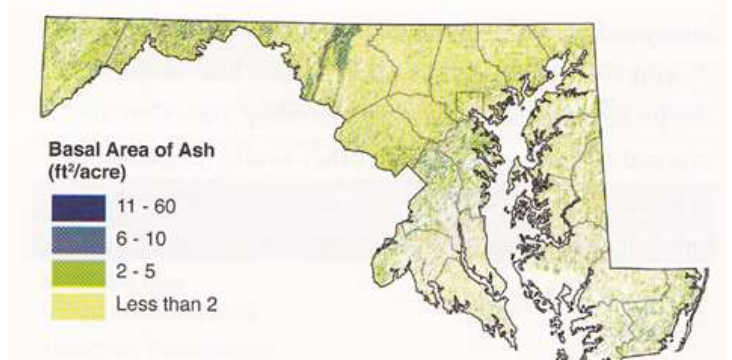 Basal Area of Ash
(ft²/acre)
11 - 60
6 - 10
2 - 5
Less than 2